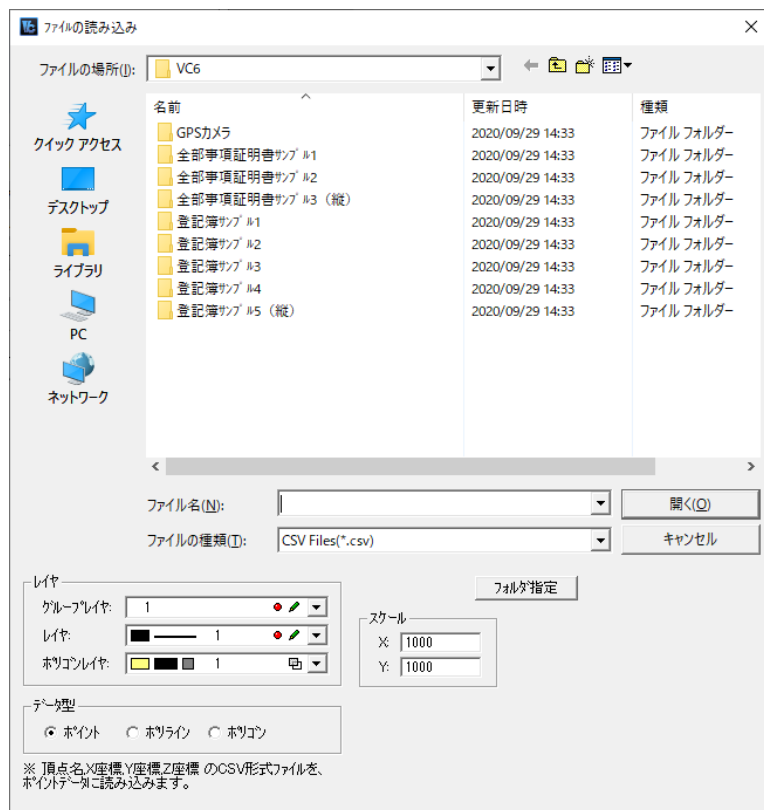 ﾌｧｲﾙの読み込み
ファイルの場所(I):
VC6
名前 更新日時 種類
GPSカメラ 2020/09/29 14:33 ファイル フォルダー
全部事項証明書ｻﾝﾌﾟﾙ1 2020/09/29 14:33 ファイル フォルダー
全部事項証明書ｻﾝﾌﾟﾙ2 2020/09/29 14:33 ファイル フォルダー
全部事項証明書ｻﾝﾌﾟﾙ3（縦） 2020/09/29 14:33 ファイル フォルダー
登記簿ｻﾝﾌﾟﾙ1 2020/09/29 14:33 ファイル フォルダー
登記簿ｻﾝﾌﾟﾙ2 2020/09/29 14:33 ファイル フォルダー
登記簿ｻﾝﾌﾟﾙ3 2020/09/29 14:33 ファイル フォルダー
登記簿ｻﾝﾌﾟﾙ4 2020/09/29 14:33 ファイル フォルダー
登記簿ｻﾝﾌﾟﾙ5（縦） 2020/09/29 14:33 ファイル フォルダー
クイック アクセス
デスクトップ
ライブラリ
PC
ネットワーク
ファイル名(N):
開く(O)
ファイルの種類(T): CSV Files(*.csv)
キャンセル
レイヤ
ｸﾞﾙｰﾌﾟﾚｲﾔ: 1
レイヤ: 1
ﾎﾟﾘｺﾞﾝﾚｲﾔ: 1
ﾌｫﾙﾀﾞ指定
スケール
X: 1000
Y: 1000
ﾃﾞｰﾀ型
ﾎﾟｲﾝﾄ ﾎﾟﾘﾗｲﾝ ﾎﾟﾘｺﾞﾝ
※ 頂点名,X座標,Y座標,Z座標 のCSV形式ﾌｧｲﾙを、
ﾎﾟｲﾝﾄﾃﾞｰﾀに読み込みます。